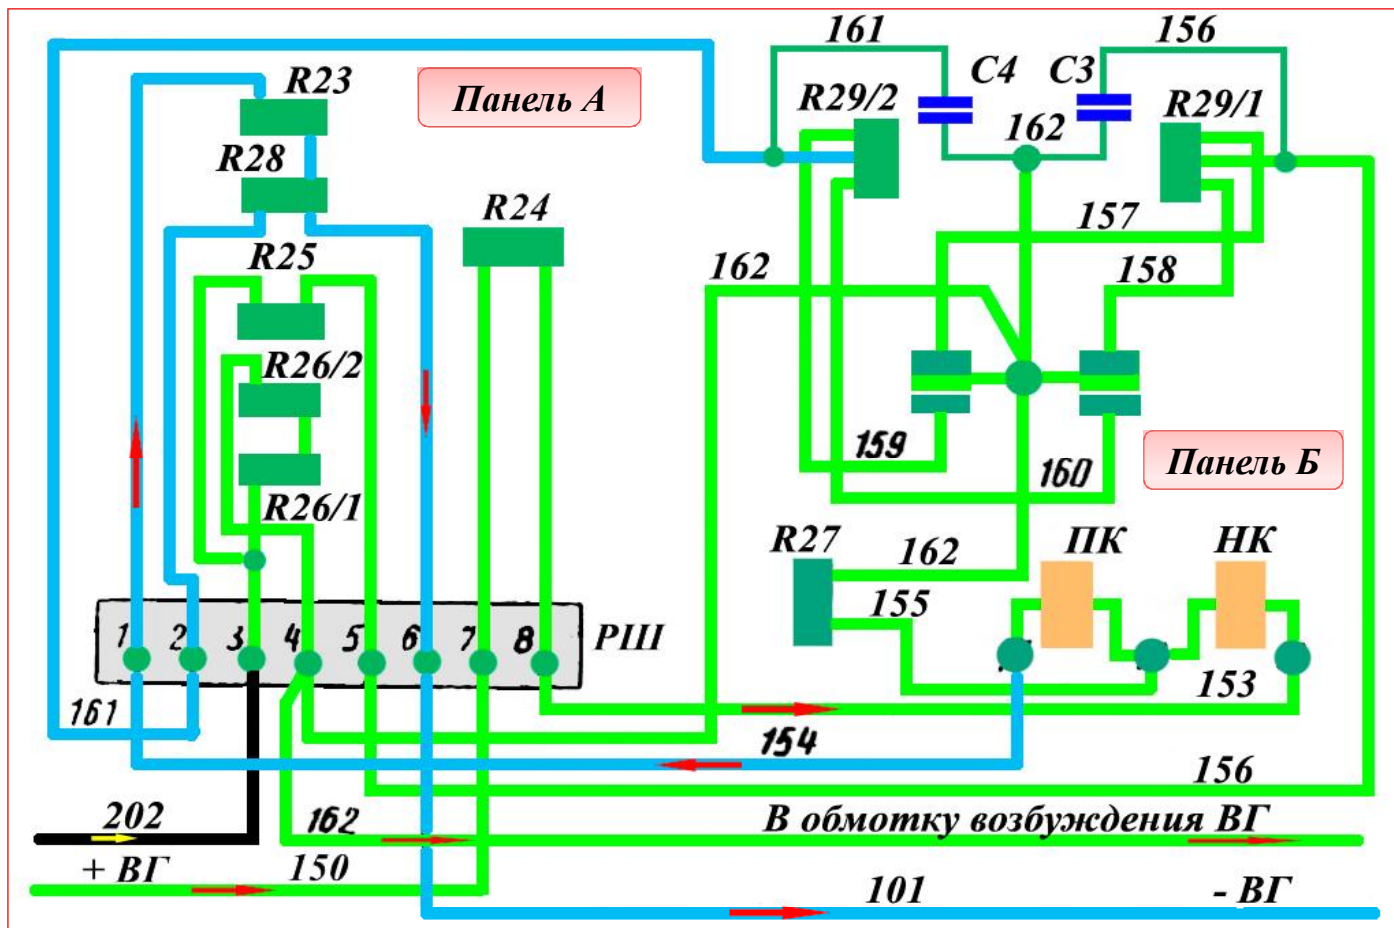 161
156
R23
Панель А
C4
C3
R29/2
R29/1
162
R28
R24
157
R25
162
158
R26/2
159
160
Панель Б
R26/1
R27
162
ПК
НК
155
1 2 3 4 5 6 7 8
РШ
153
161
154
156
202
162
В обмотку возбуждения ВГ
+ ВГ
150
101
- ВГ